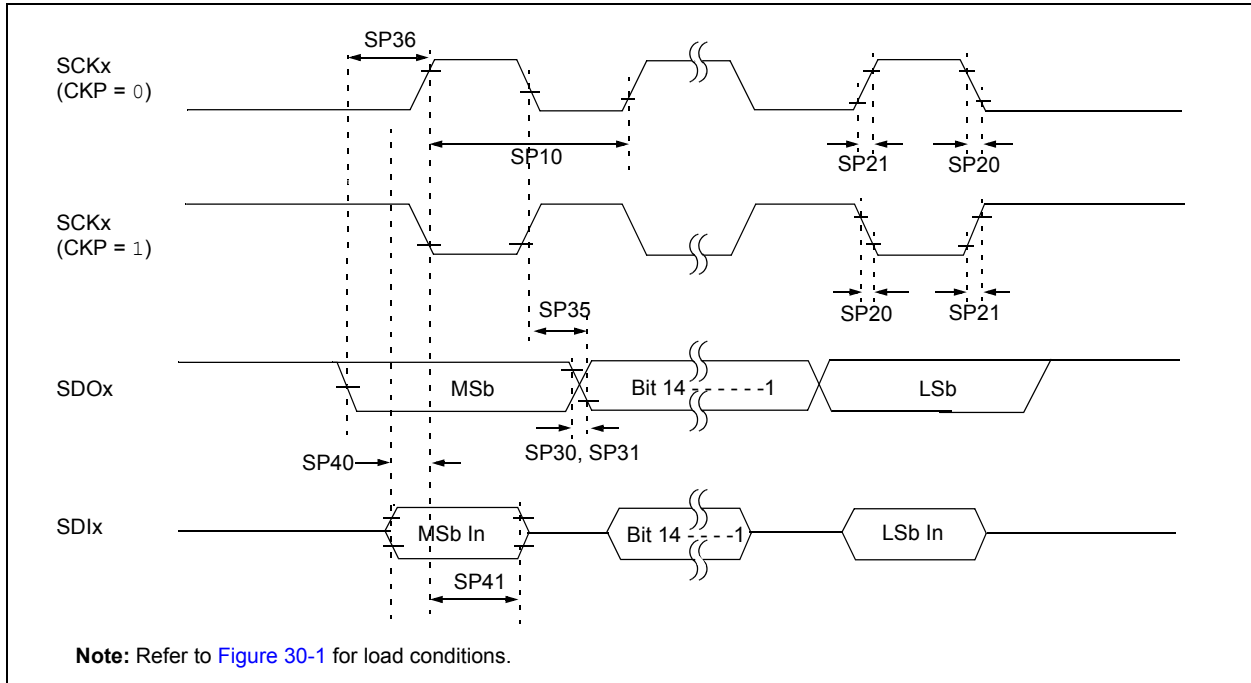 SP36
SCKx
(CKP = 0)
SP10
SP21
SP20
SCKx
(CKP = 1)
SP35
SP20
SP21
SDOx
MSb
Bit 14 - - - - - -1
LSb
SP30, SP31
SP40
SDIx
MSb In
Bit 14 - - - - -1
LSb In
SP41
Note: Refer to Figure 30-1 for load conditions.